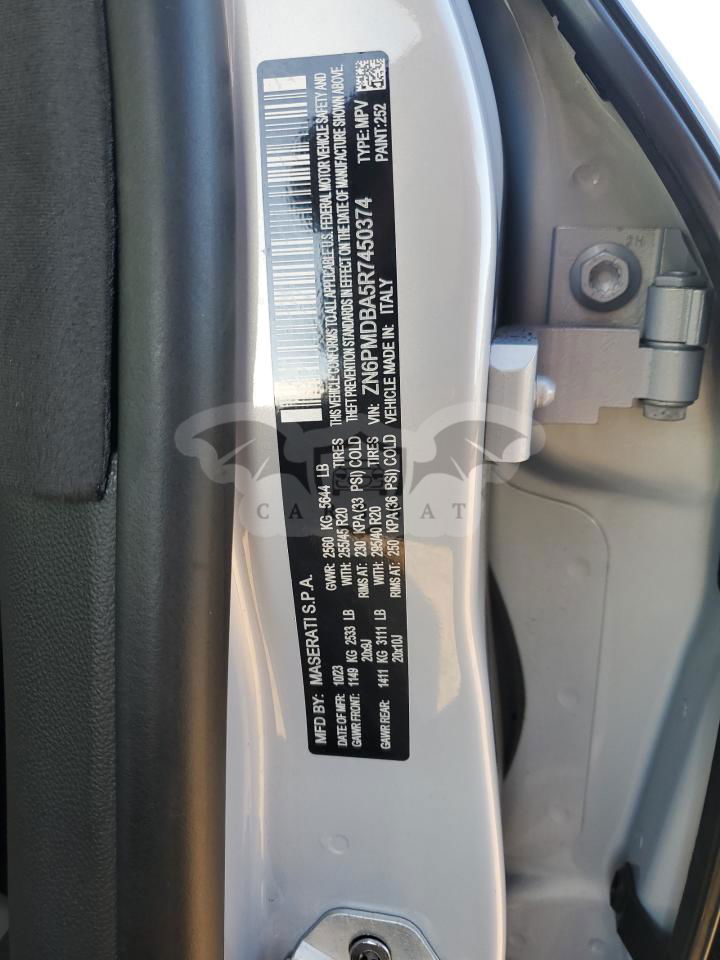 MFD BY: MASERATI S.P.A.
DATE OF MFR: 10/23 GVWR: 2560 KG 5644 LB
GAWR FRONT: 1149 KG 2533 LB WITH: 255/45 R20 TIRES
20x9J RIMS AT: 230 KPA(33 PSI) COLD
GAWR REAR: 1411 KG 3111 LB WITH: 295/40 R20 TIRES
20x10J RIMS AT: 250 KPA(36 PSI) COLD
THIS VEHICLE CONFORMS TO ALL APPLICABLE U.S. FEDERAL MOTOR VEHICLE SAFETY AND
THEFT PREVENTION STANDARDS IN EFFECT ON THE DATE OF MANUFACTURE SHOWN ABOVE.
VIN: ZN6PMDBA5R7450374 TYPE: MPV
VEHICLE MADE IN: ITALY PAINT: 252